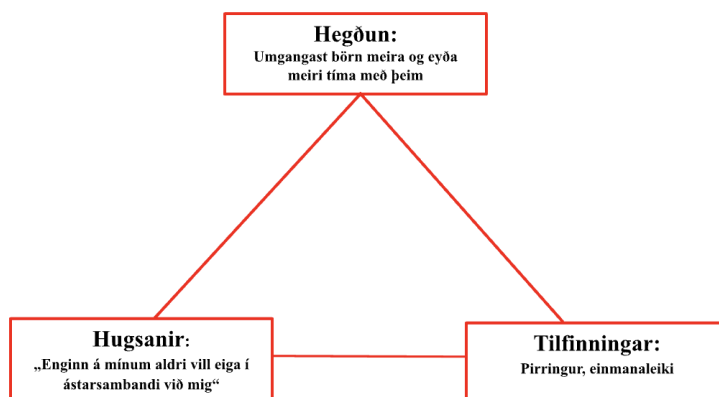 Hegðun:
Umgangast börn meira og eyða
meiri tíma með þeim
Hugsanir:
„Enginn á mínum aldri vill eiga í
ástarsambandi við mig“
Tilfinningar:
Pirringur, einmanaleiki